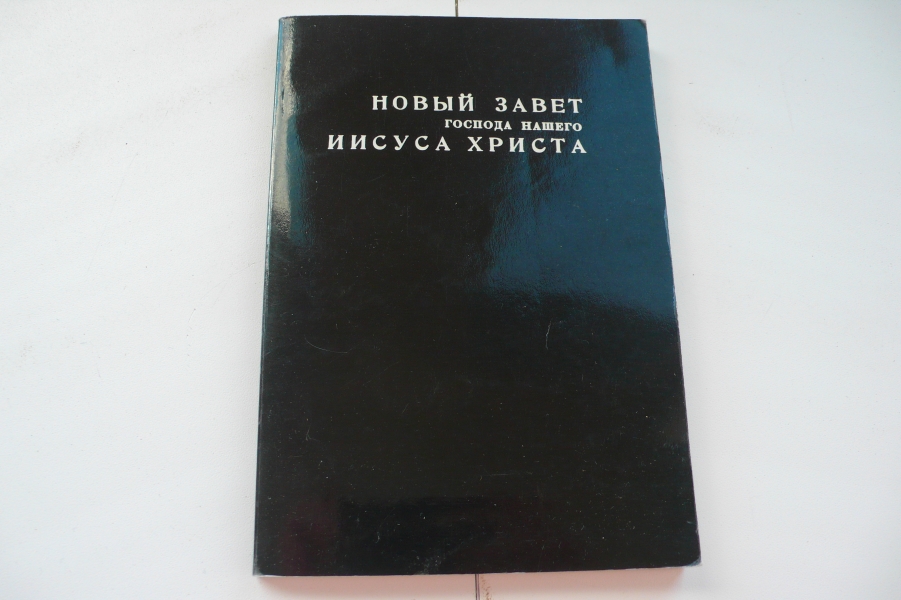 НОВЫЙ ЗАВЕТ
ГОСПОДА НАШЕГО
ИИСУСА ХРИСТА